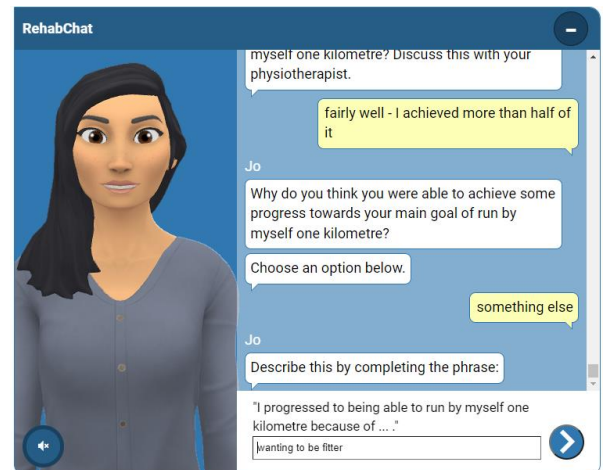 RehabChat
myself one kilometre? Discuss this with your
physiotherapist.
fairly well - I achieved more than half of
it
Jo
Why do you think you were able to achieve some
progress towards your main goal of run by
myself one kilometre?
Choose an option below.
something else
Jo
Describe this by completing the phrase:
"I progressed to being able to run by myself one
kilometre because of ... ."
wanting to be fitter